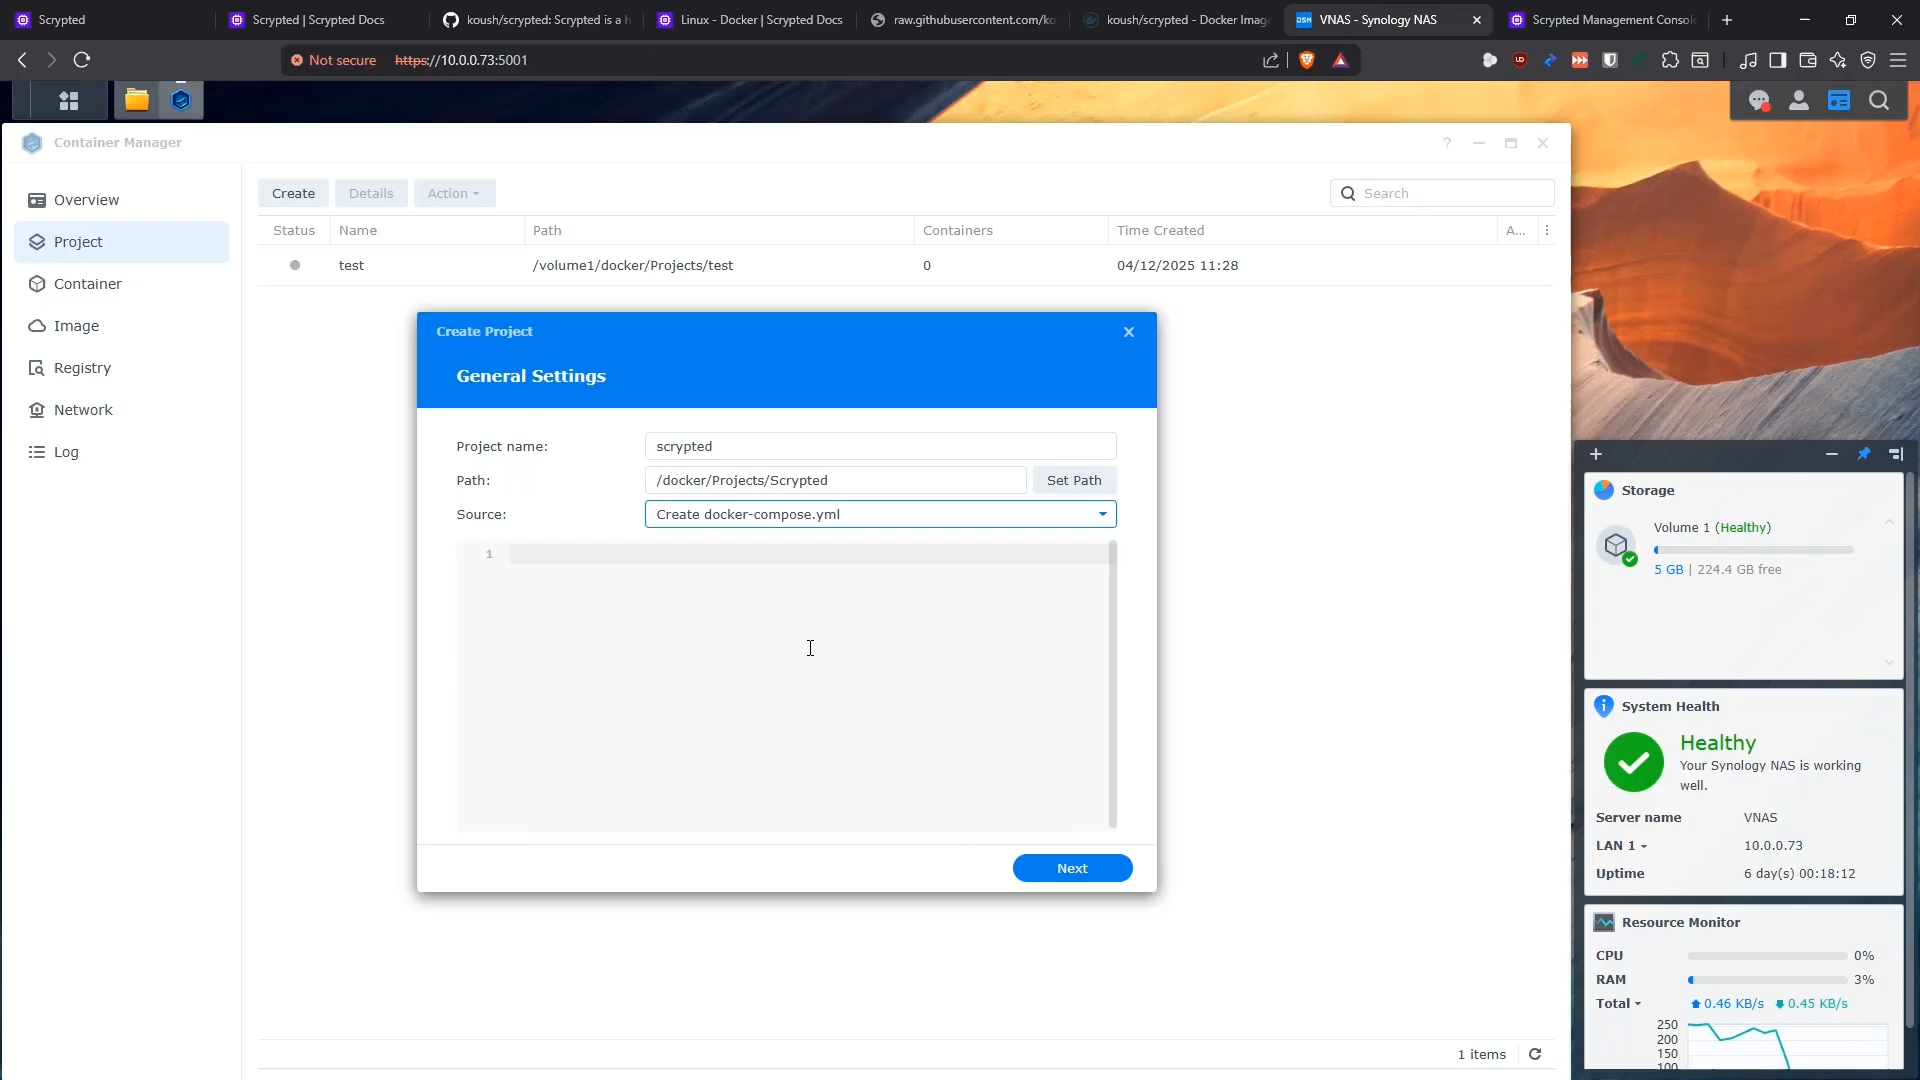 Scrypted
Scrypted | Scrypted Docs
koush/scrypted: Scrypted is a h
Linux - Docker | Scrypted Docs
raw.githubusercontent.com/ko
koush/scrypted - Docker Imag
VNAS - Synology NAS
Scrypted Management Consol
Not secure
https://10.0.0.73:5001
Container Manager
Overview
Project
Container
Image
Registry
Network
Log
Create
Details
Action
Search
Status
Name
Path
Containers
Time Created
A...
test
/volume1/docker/Projects/test
0
04/12/2025 11:28
Create Project
General Settings
Project name:
scrypted
Path:
/docker/Projects/Scrypted
Set Path
Source:
Create docker-compose.yml
1
Next
1 items
Storage
Volume 1 (Healthy)
5 GB | 224.4 GB free
System Health
Healthy
Your Synology NAS is working
well.
Server name
VNAS
LAN 1
10.0.0.73
Uptime
6 day(s) 00:18:12
Resource Monitor
CPU
0%
RAM
3%
Total
0.46 KB/s
0.45 KB/s
250
200
150
100